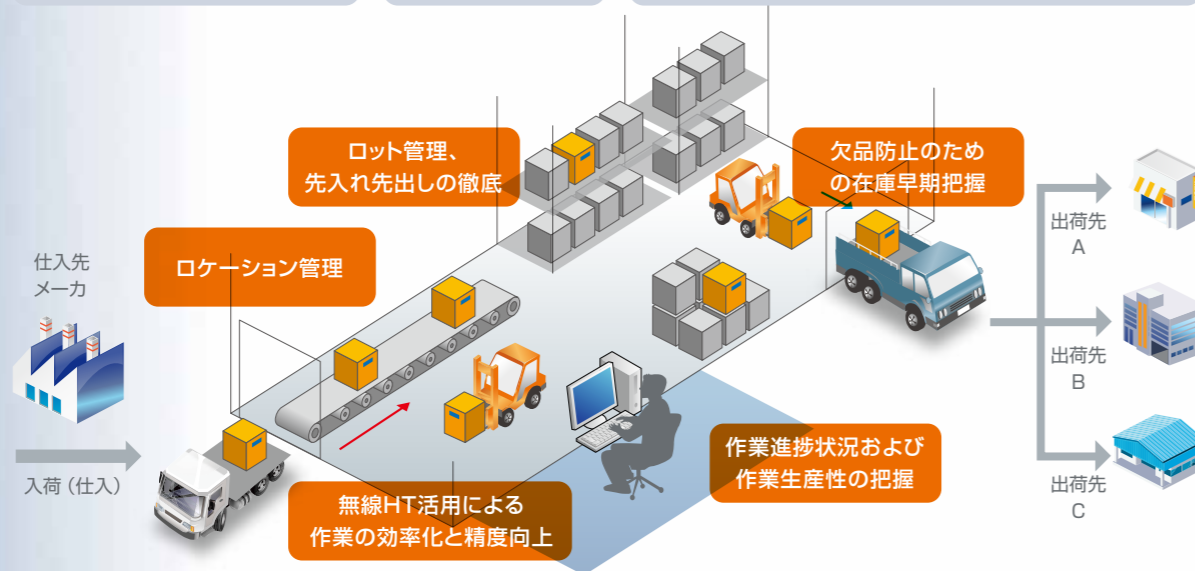 ロット管理、
先入れ先出しの徹底
欠品防止のため
の在庫早期把握
出荷先
A
仕入先
メーカ
ロケーション管理
出荷先
B
作業進捗状況および
作業生産性の把握
入荷（仕入）
無線HT活用による
作業の効率化と精度向上
出荷先
C